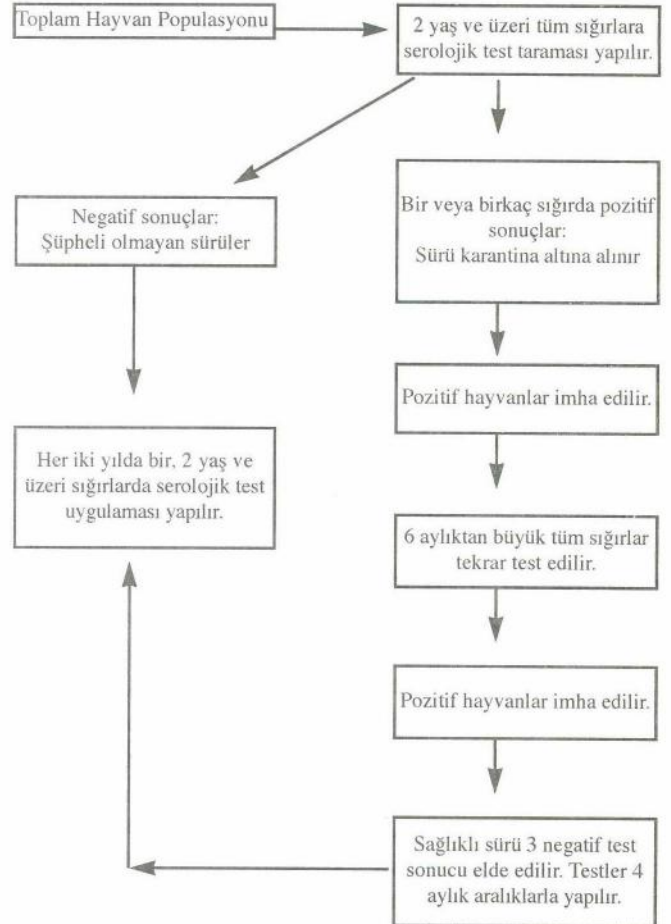 Toplam Hayvan Populasyonu
2 yaş ve üzeri tüm sığırlara
serolojik test taraması yapılır.
Negatif sonuçlar:
Şüpheli olmayan sürüler
Bir veya birkaç sığırda pozitif
sonuçlar:
Sürü karantina altına alınır
Pozitif hayvanlar imha edilir.
Her iki yılda bir, 2 yaş ve
üzeri sığırlarda serolojik test
uygulaması yapılır.
6 aylıktan büyük tüm sığırlar
tekrar test edilir.
Pozitif hayvanlar imha edilir.
Sağlıklı sürü 3 negatif test
sonucu elde edilir. Testler 4
aylık aralıklarla yapılır.